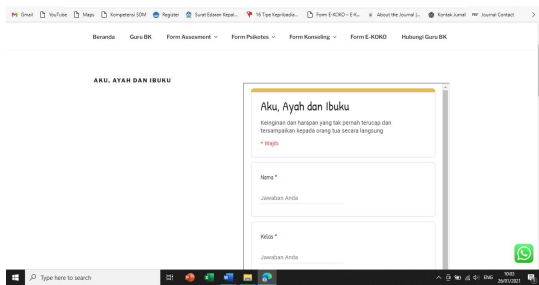 Gmail YouTube Maps Kompetensi SDM Register Surat Edaran Kepal... 16 Tipe Kepribadia... Form E-KOKO – E-K... About the Journal |... Kontak Jurnal Journal Contact
Beranda Guru BK Form Assesment Form Psikotes Form Konseling Form E-KOKO Hubungi Guru BK
AKU, AYAH DAN IBUKU
Aku, Ayah dan Ibuku
Keinginan dan harapan yang tak pernah terucap dan
tersampaikan kepada orang tua secara langsung
* Wajib
Nama *
Jawaban Anda
Kelas *
Jawaban Anda
Type here to search
ENG
10:03
26/01/2021